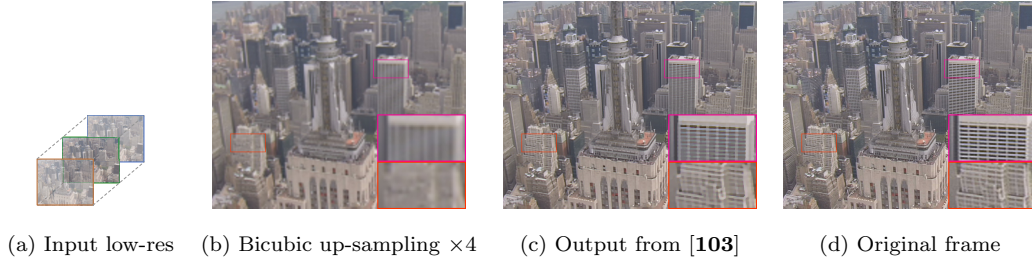 (a) Input low-res
(b) Bicubic up-sampling ×4
(c) Output from [103]
(d) Original frame